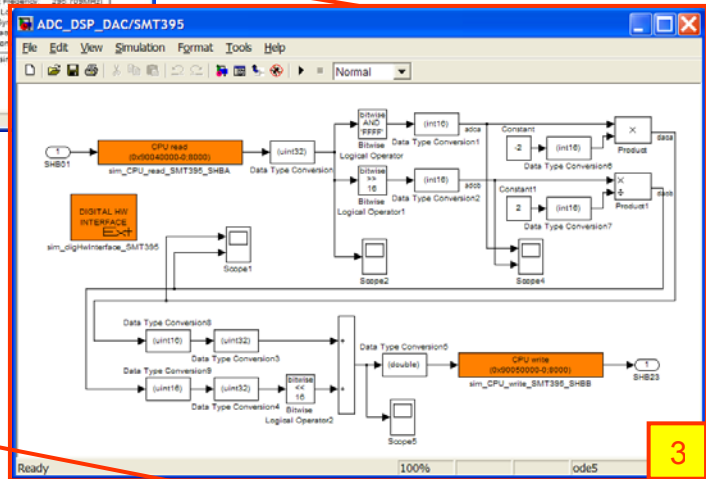 295.705MHz)
ADC_DSP_DAC/SMT395
File Edit View Simulation Format Tools Help
Normal
1
SHB01
CPU read
(0x90040000-0;8000)
sim_CPU_read_SMT395_SHBA
(uint32)
Data Type Conversion
bitwise
AND
'FFFF'
Bitwise
Logical Operator
(int16)
adca
Data Type Conversion1
Constant
-2
(int16)
Data Type Conversion6
×
Product
daca
bitwise
>>
16
Bitwise
Logical Operator1
(int16)
adcb
Data Type Conversion2
Constant1
2
(int16)
Data Type Conversion7
×
÷
Product1
dacb
DIGITAL HW
INTERFACE
Ext
sim_digHwInterface_SMT395
Scope1
Scope2
Scope4
Data Type Conversion8
(uint16)
(uint32)
Data Type Conversion3
Data Type Conversion9
(uint16)
(uint32)
Data Type Conversion4
bitwise
<<
16
Bitwise
Logical Operator2
+
+
Data Type Conversion5
(double)
CPU write
(0x90050000-0;8000)
sim_CPU_write_SMT395_SHBB
1
SHB23
Scope5
Ready 100% ode5
3